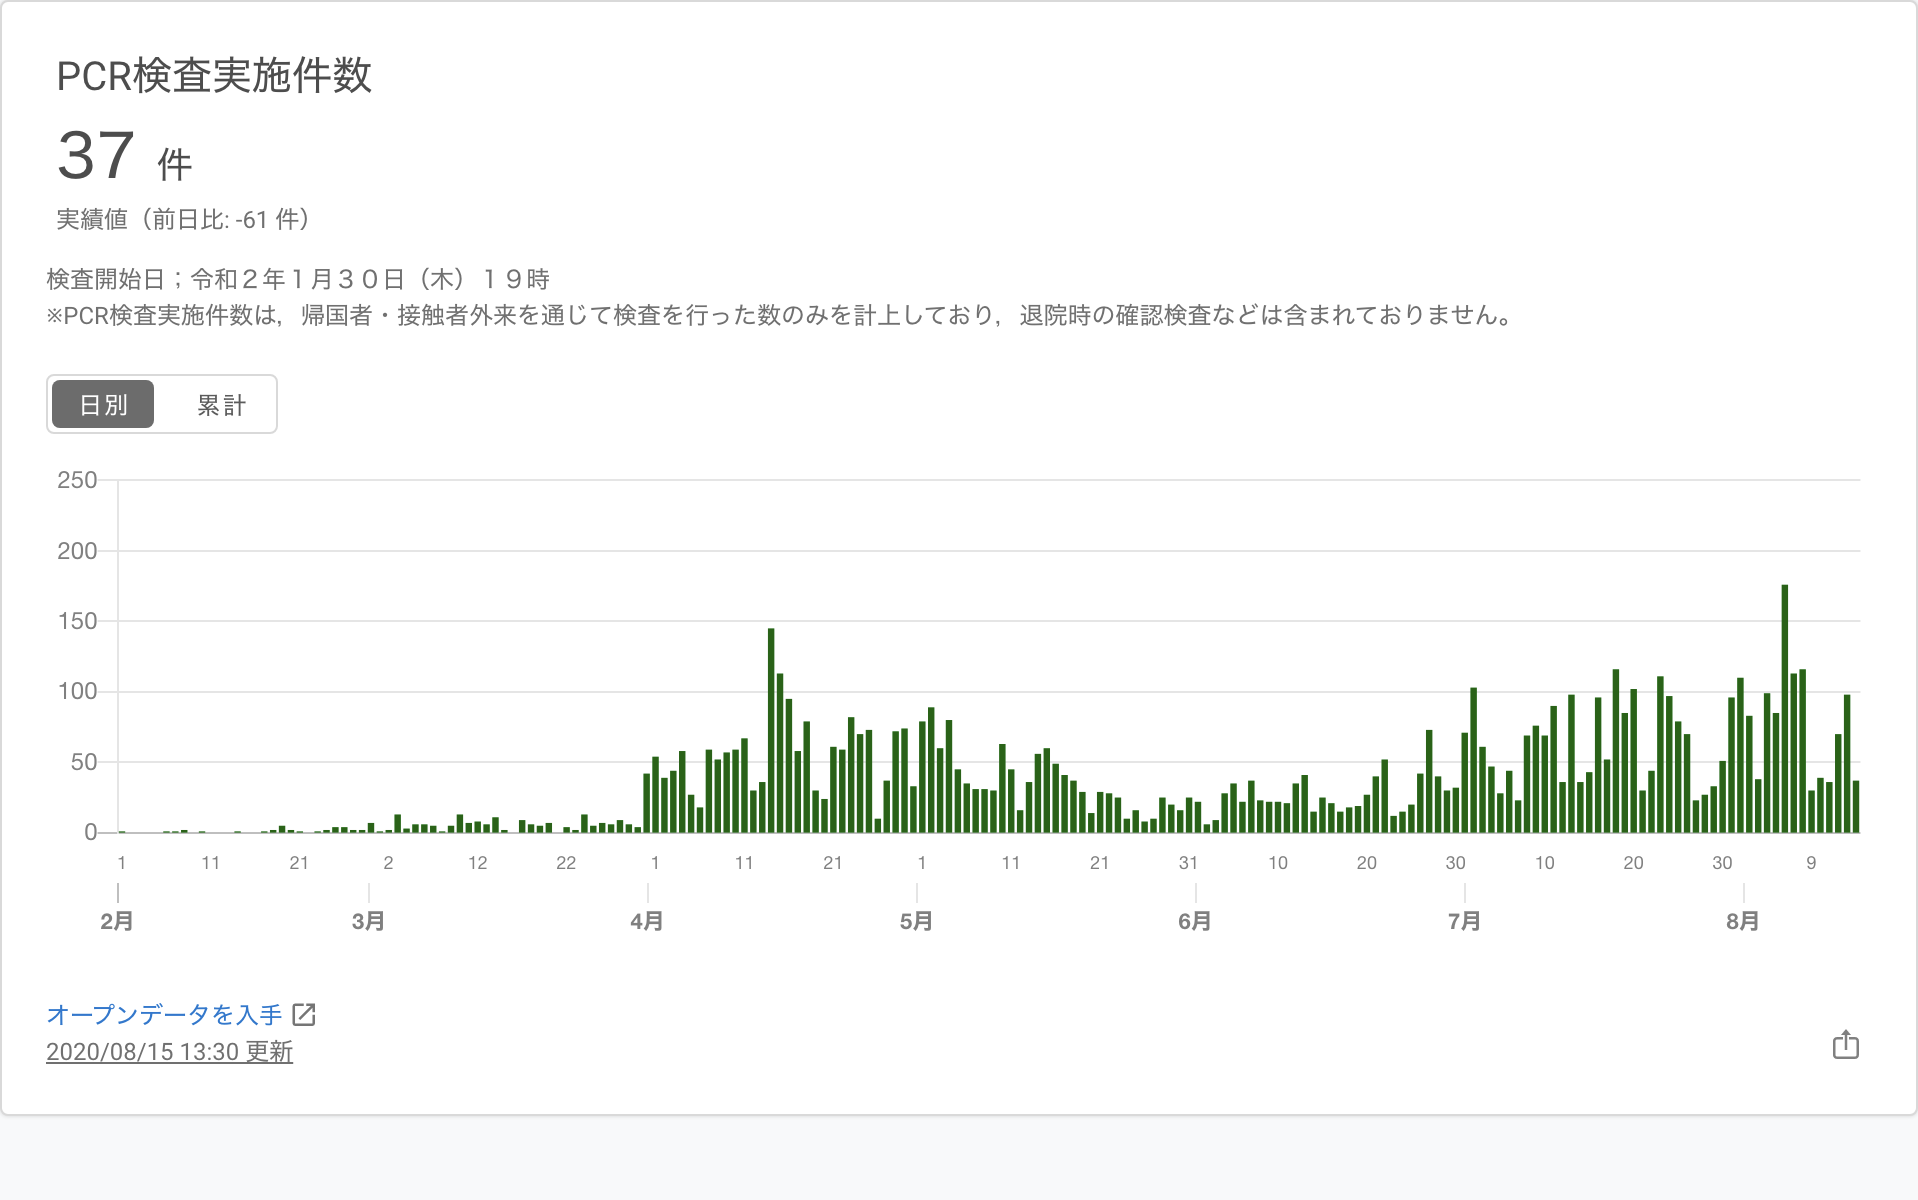 PCR検査実施件数
37 件
実績値（前日比: -61 件）
検査開始日；令和２年１月３０日（木）１９時
※PCR検査実施件数は，帰国者・接触者外来を通じて検査を行った数のみを計上しており，退院時の確認検査などは含まれておりません。
日別 累計
250
200
150
100
50
0
1 11 21 2 12 22 1 11 21 1 11 21 31 10 20 30 10 20 30 9
2月 3月 4月 5月 6月 7月 8月
オープンデータを入手
2020/08/15 13:30 更新